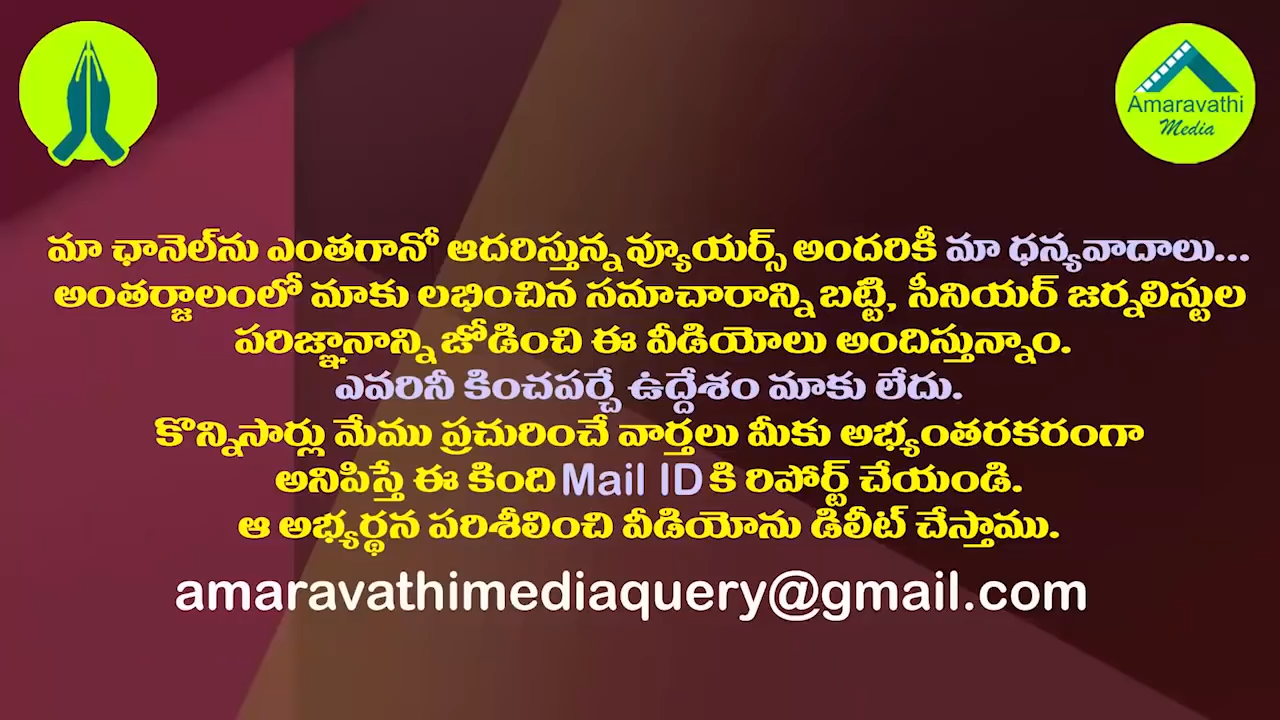 Amaravathi
Media
మా ఛానెల్‌ను ఎంతగానో ఆదరిస్తున్న వ్యూయర్స్ అందరికీ మా ధన్యవాదాలు...
అంతర్జాలంలో మాకు లభించిన సమాచారాన్ని బట్టి, సీనియర్ జర్నలిస్టుల
పరిజ్ఞానాన్ని జోడించి ఈ వీడియోలు అందిస్తున్నాం.
ఎవరినీ కించపర్చే ఉద్దేశం మాకు లేదు.
కొన్నిసార్లు మేము ప్రచురించే వార్తలు మీకు అభ్యంతరకరంగా
అనిపిస్తే ఈ కింది Mail ID కి రిపోర్ట్ చేయండి.
ఆ అభ్యర్థన పరిశీలించి వీడియోను డిలీట్ చేస్తాము.
amaravathimediaquery@gmail.com